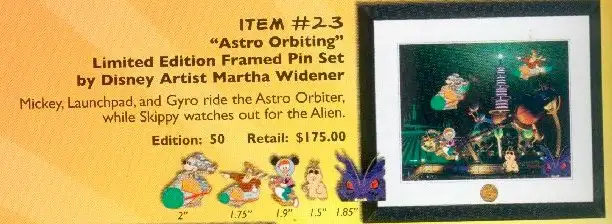 ITEM #23
“Astro Orbiting”
Limited Edition Framed Pin Set
by Disney Artist Martha Widener
Mickey, Launchpad, and Gyro ride the Astro Orbiter,
while Skippy watches out for the Alien.
Edition: 50 Retail: $175.00
2" 1.75" 1.9" 1.5" 1.85"